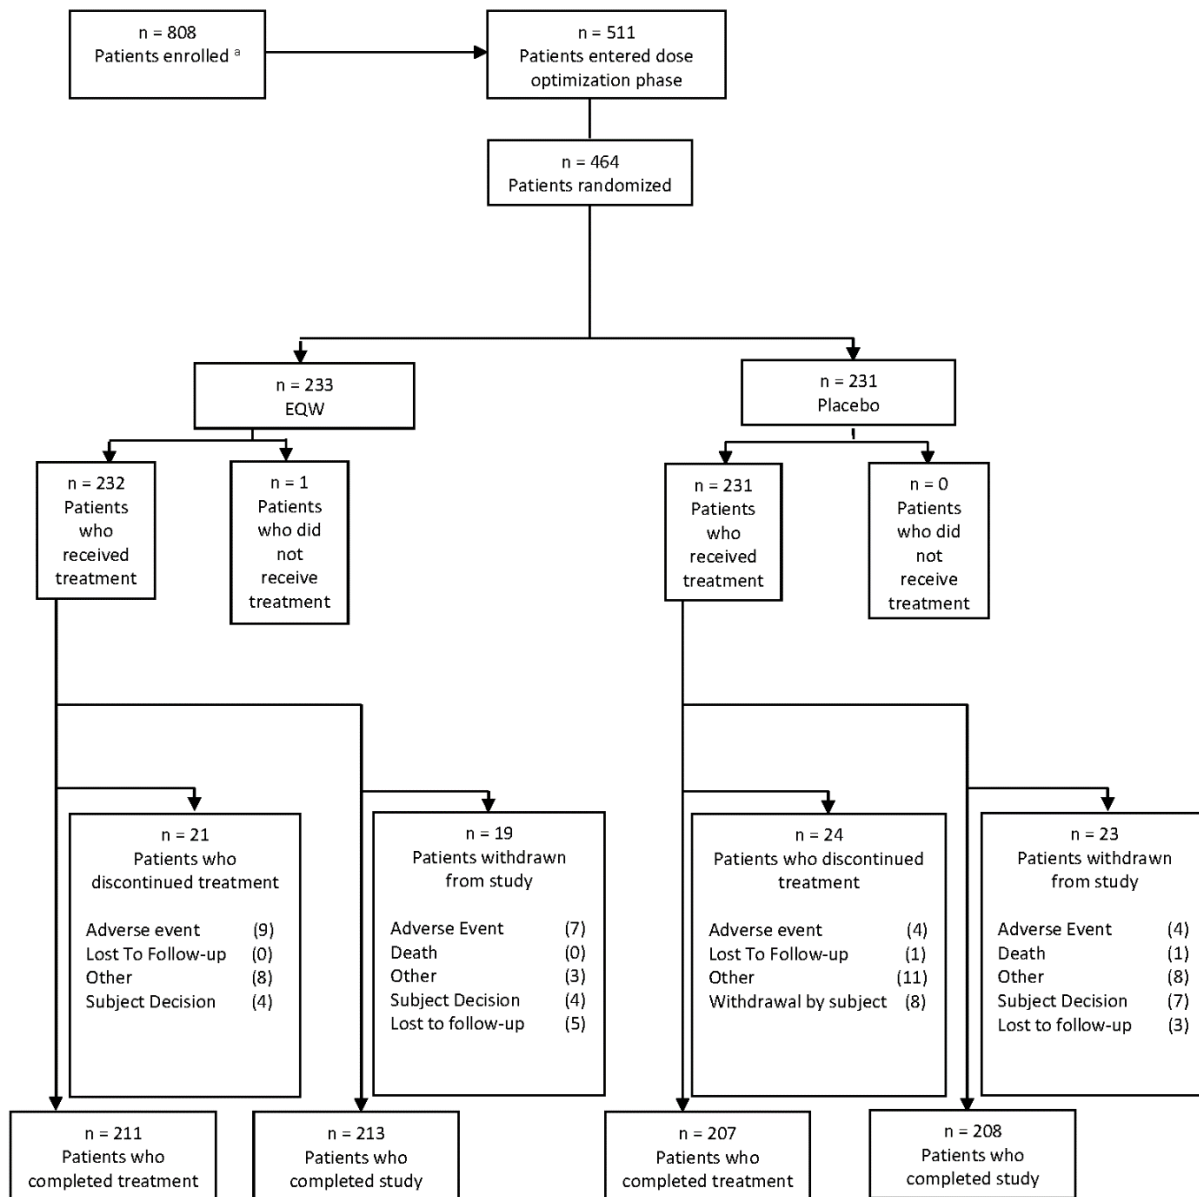 n = 808
Patients enrolled a
n = 511
Patients entered dose
optimization phase
n = 464
Patients randomized
n = 233
EQW
n = 231
Placebo
n = 232
Patients
who
received
treatment
n = 1
Patients
who did
not
receive
treatment
n = 231
Patients
who
received
treatment
n = 0
Patients
who did
not
receive
treatment
n = 21
Patients who
discontinued treatment
Adverse event (9)
Lost To Follow-up (0)
Other (8)
Subject Decision (4)
n = 19
Patients withdrawn
from study
Adverse Event (7)
Death (0)
Other (3)
Subject Decision (4)
Lost to follow-up (5)
n = 24
Patients who discontinued
treatment
Adverse event (4)
Lost To Follow-up (1)
Other (11)
Withdrawal by subject (8)
n = 23
Patients withdrawn
from study
Adverse Event (4)
Death (1)
Other (8)
Subject Decision (7)
Lost to follow-up (3)
n = 211
Patients who
completed treatment
n = 213
Patients who
completed study
n = 207
Patients who
completed treatment
n = 208
Patients who
completed study